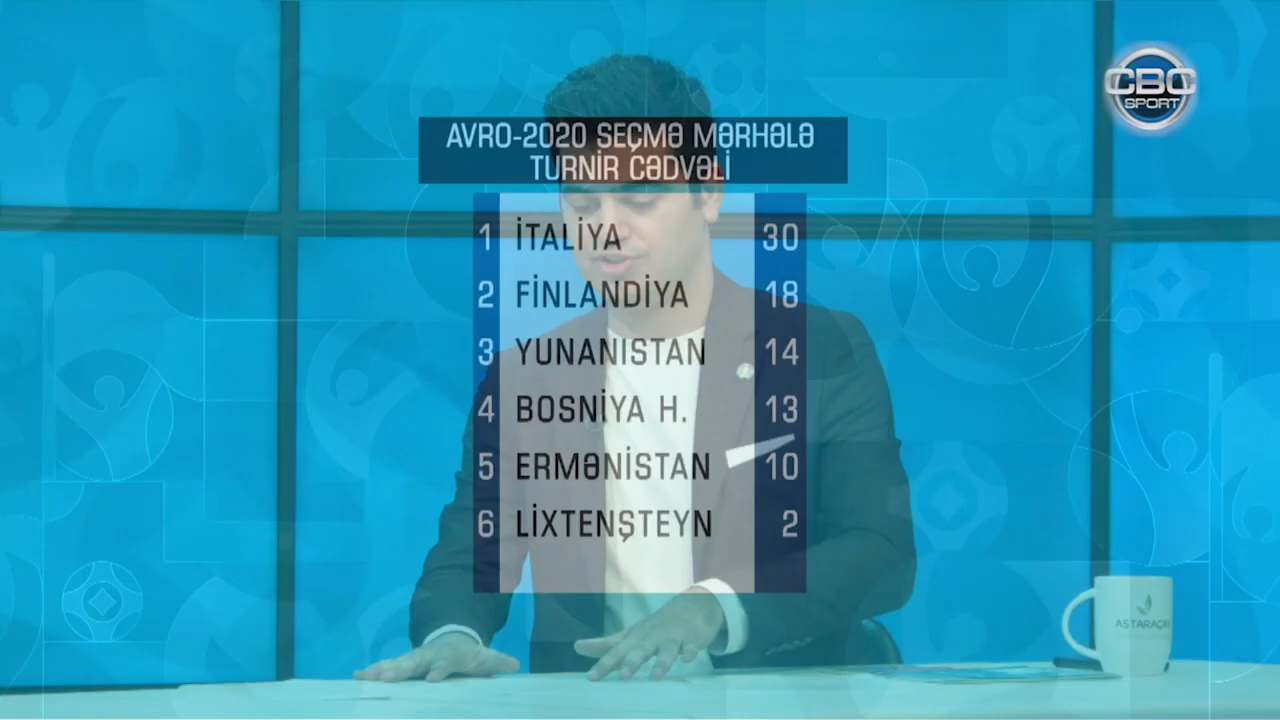 CBC
SPORT
AVRO-2020 SEÇMƏ MƏRHƏLƏ
TURNİR CƏDVƏLİ
1 İTALİYA 30
2 FİNLANDİYA 18
3 YUNANISTAN 14
4 BOSNİYA H. 13
5 ERMƏNİSTAN 10
6 LİXTENŞTEYN 2